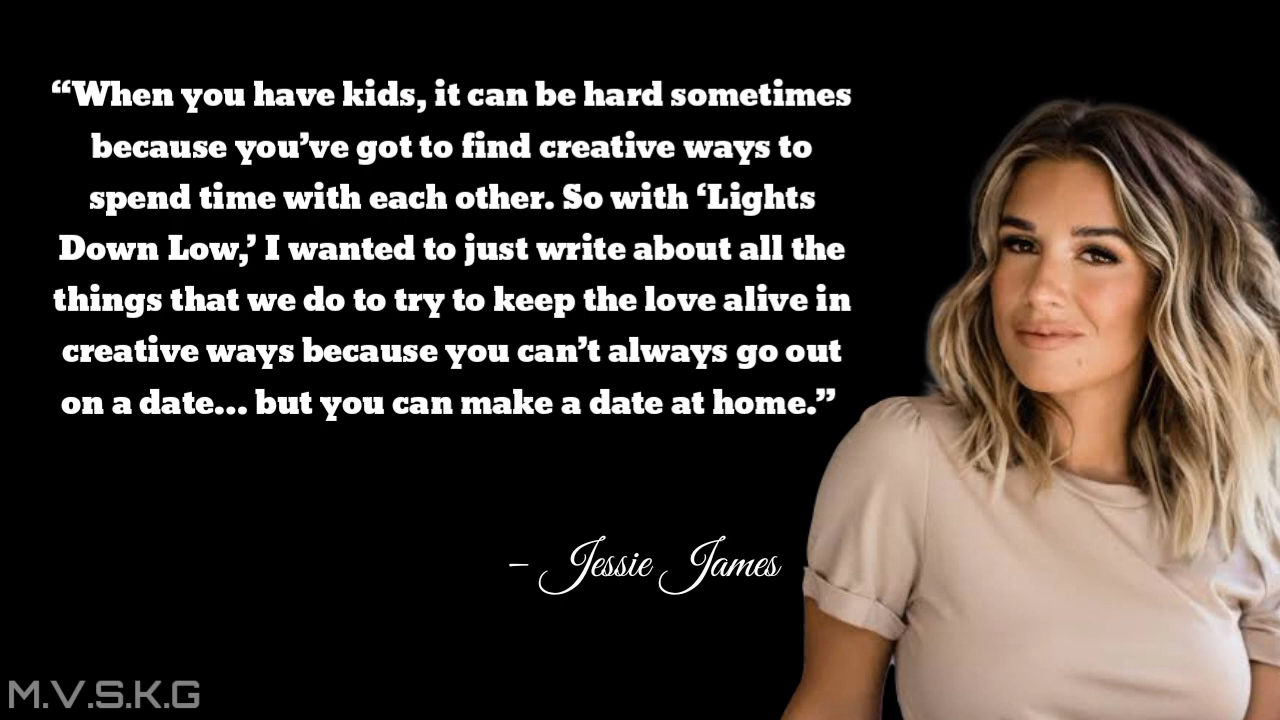 “When you have kids, it can be hard sometimes
because you’ve got to find creative ways to
spend time with each other. So with ‘Lights
Down Low,’ I wanted to just write about all the
things that we do to try to keep the love alive in
creative ways because you can’t always go out
on a date... but you can make a date at home.”
– Jessie James
M.V.S.K.G